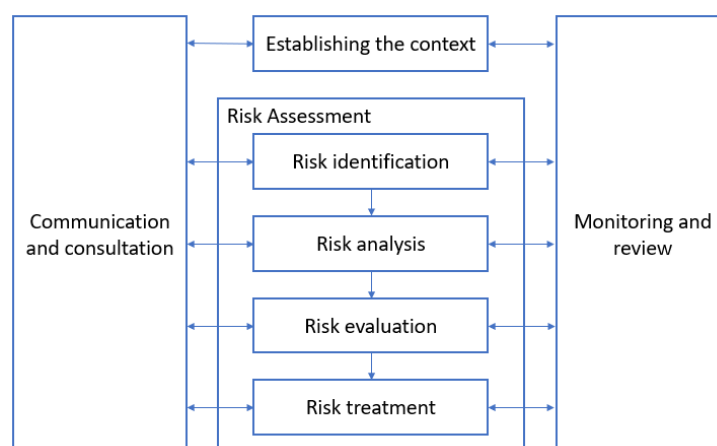 Establishing the context
Risk Assessment
Risk identification
Communication
and consultation
Risk analysis
Monitoring and
review
Risk evaluation
Risk treatment